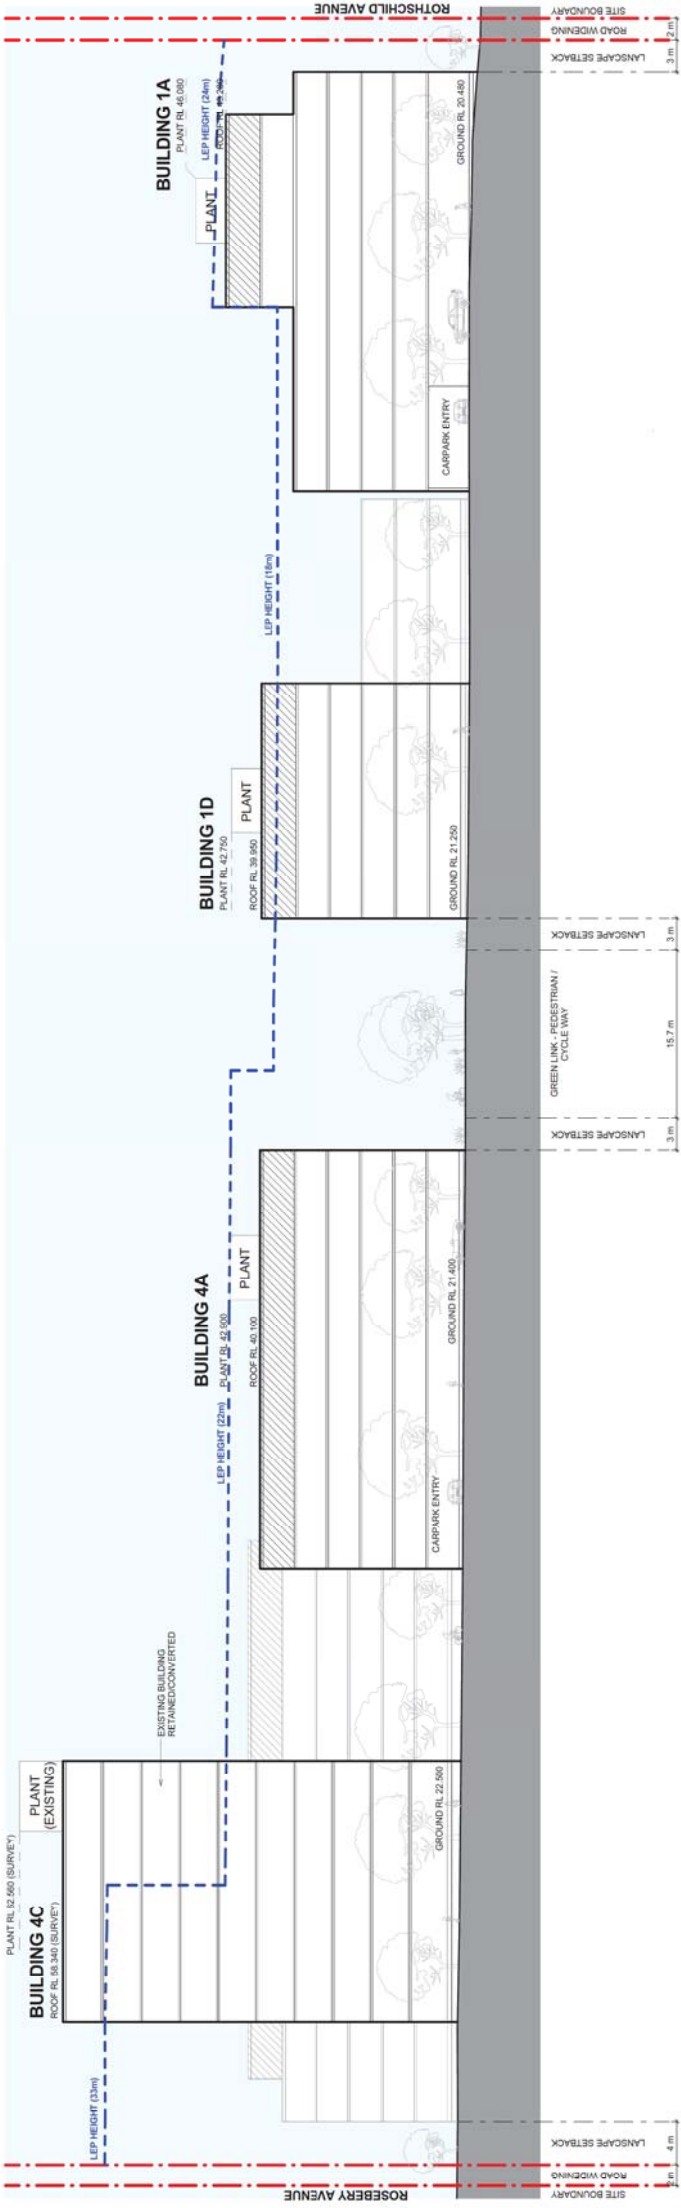 PLANT RL 62.560 (SURVEY)
PLANT
(EXISTING)
BUILDING 4C
ROOF RL 58.340 (SURVEY)
LEP HEIGHT (33m)
EXISTING BUILDING
RETAINED/CONVERTED
GROUND RL 22.500
LEP HEIGHT (22m)
BUILDING 4A
PLANT RL 42.900
PLANT
ROOF RL 40.100
CARPARK ENTRY
GROUND RL 21.400
BUILDING 1D
PLANT RL 42.750
PLANT
ROOF RL 39.950
GROUND RL 21.250
LEP HEIGHT (18m)
BUILDING 1A
PLANT RL 46.080
LEP HEIGHT (24m)
PLANT
CARPARK ENTRY
GROUND RL 20.480
ROSEBERY AVENUE
ROTHSCHILD AVENUE
SITE BOUNDARY
ROAD WIDENING
LANSCAPE SETBACK
2 m
4 m
LANSCAPE SETBACK
GREEN LINK - PEDESTRIAN /
CYCLE WAY
LANSCAPE SETBACK
3 m
15.7 m
3 m
LANSCAPE SETBACK
ROAD WIDENING
SITE BOUNDARY
3 m
2 m